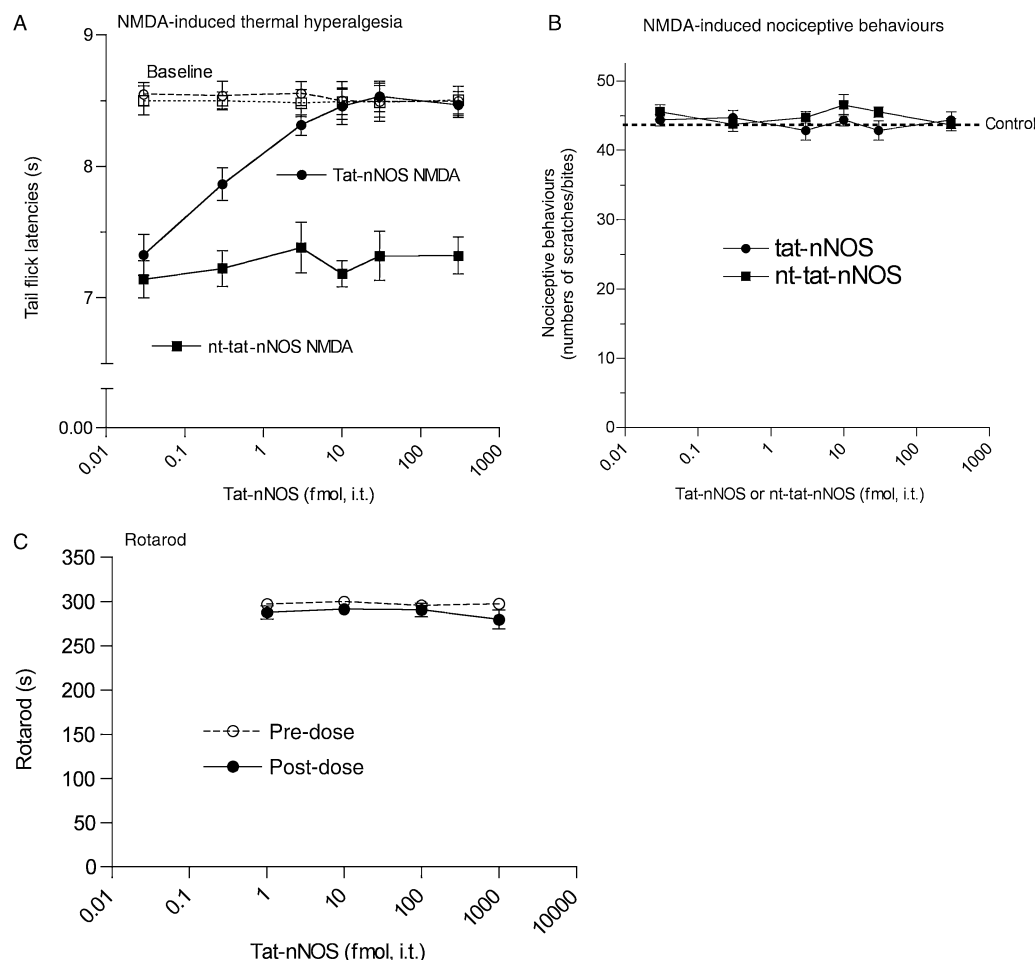 A
NMDA-induced thermal hyperalgesia
9
Baseline
8
Tat-nNOS NMDA
7
nt-tat-nNOS NMDA
0.00
0.01 0.1 1 10 100 1000
Tail flick latencies (s)
Tat-nNOS (fmol, i.t.)
B
NMDA-induced nociceptive behaviours
50
Control
40
30
tat-nNOS
nt-tat-nNOS
20
10
0
0.01 0.1 1 10 100 1000
Nociceptive behaviours
(numbers of scratches/bites)
Tat-nNOS or nt-tat-nNOS (fmol, i.t.)
C
Rotarod
350
300
250
200
150
100
50
0
Pre-dose
Post-dose
0.01 0.1 1 10 100 1000 10000
Rotarod (s)
Tat-nNOS (fmol, i.t.)